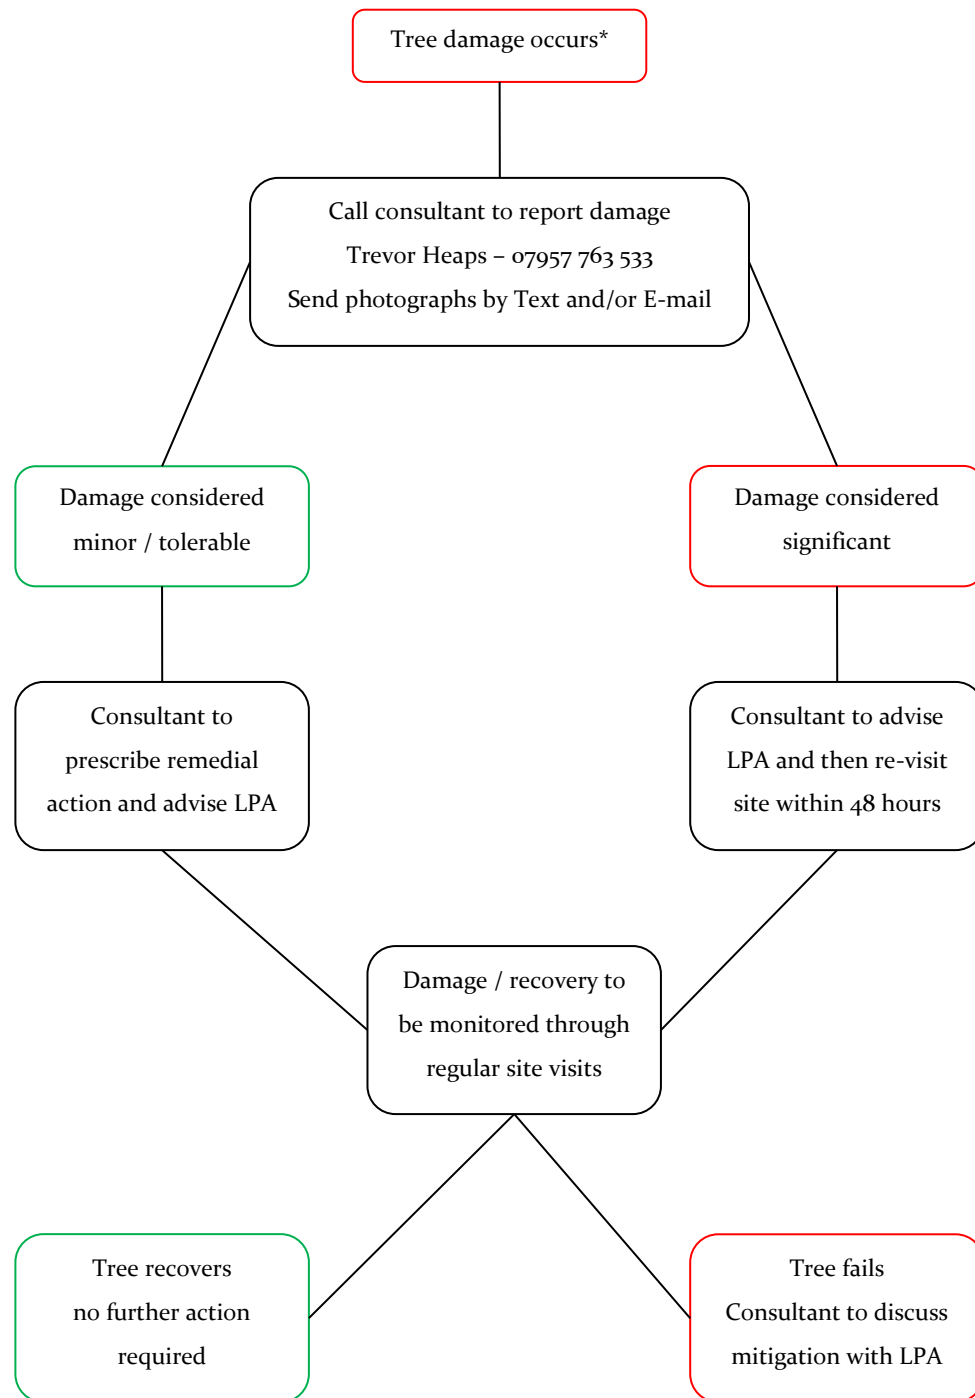 Tree damage occurs*
Call consultant to report damage
Trevor Heaps – 07957 763 533
Send photographs by Text and/or E-mail
Damage considered
minor / tolerable
Damage considered
significant
Consultant to
prescribe remedial
action and advise LPA
Consultant to advise
LPA and then re-visit
site within 48 hours
Damage / recovery to
be monitored through
regular site visits
Tree recovers
no further action
required
Tree fails
Consultant to discuss
mitigation with LPA